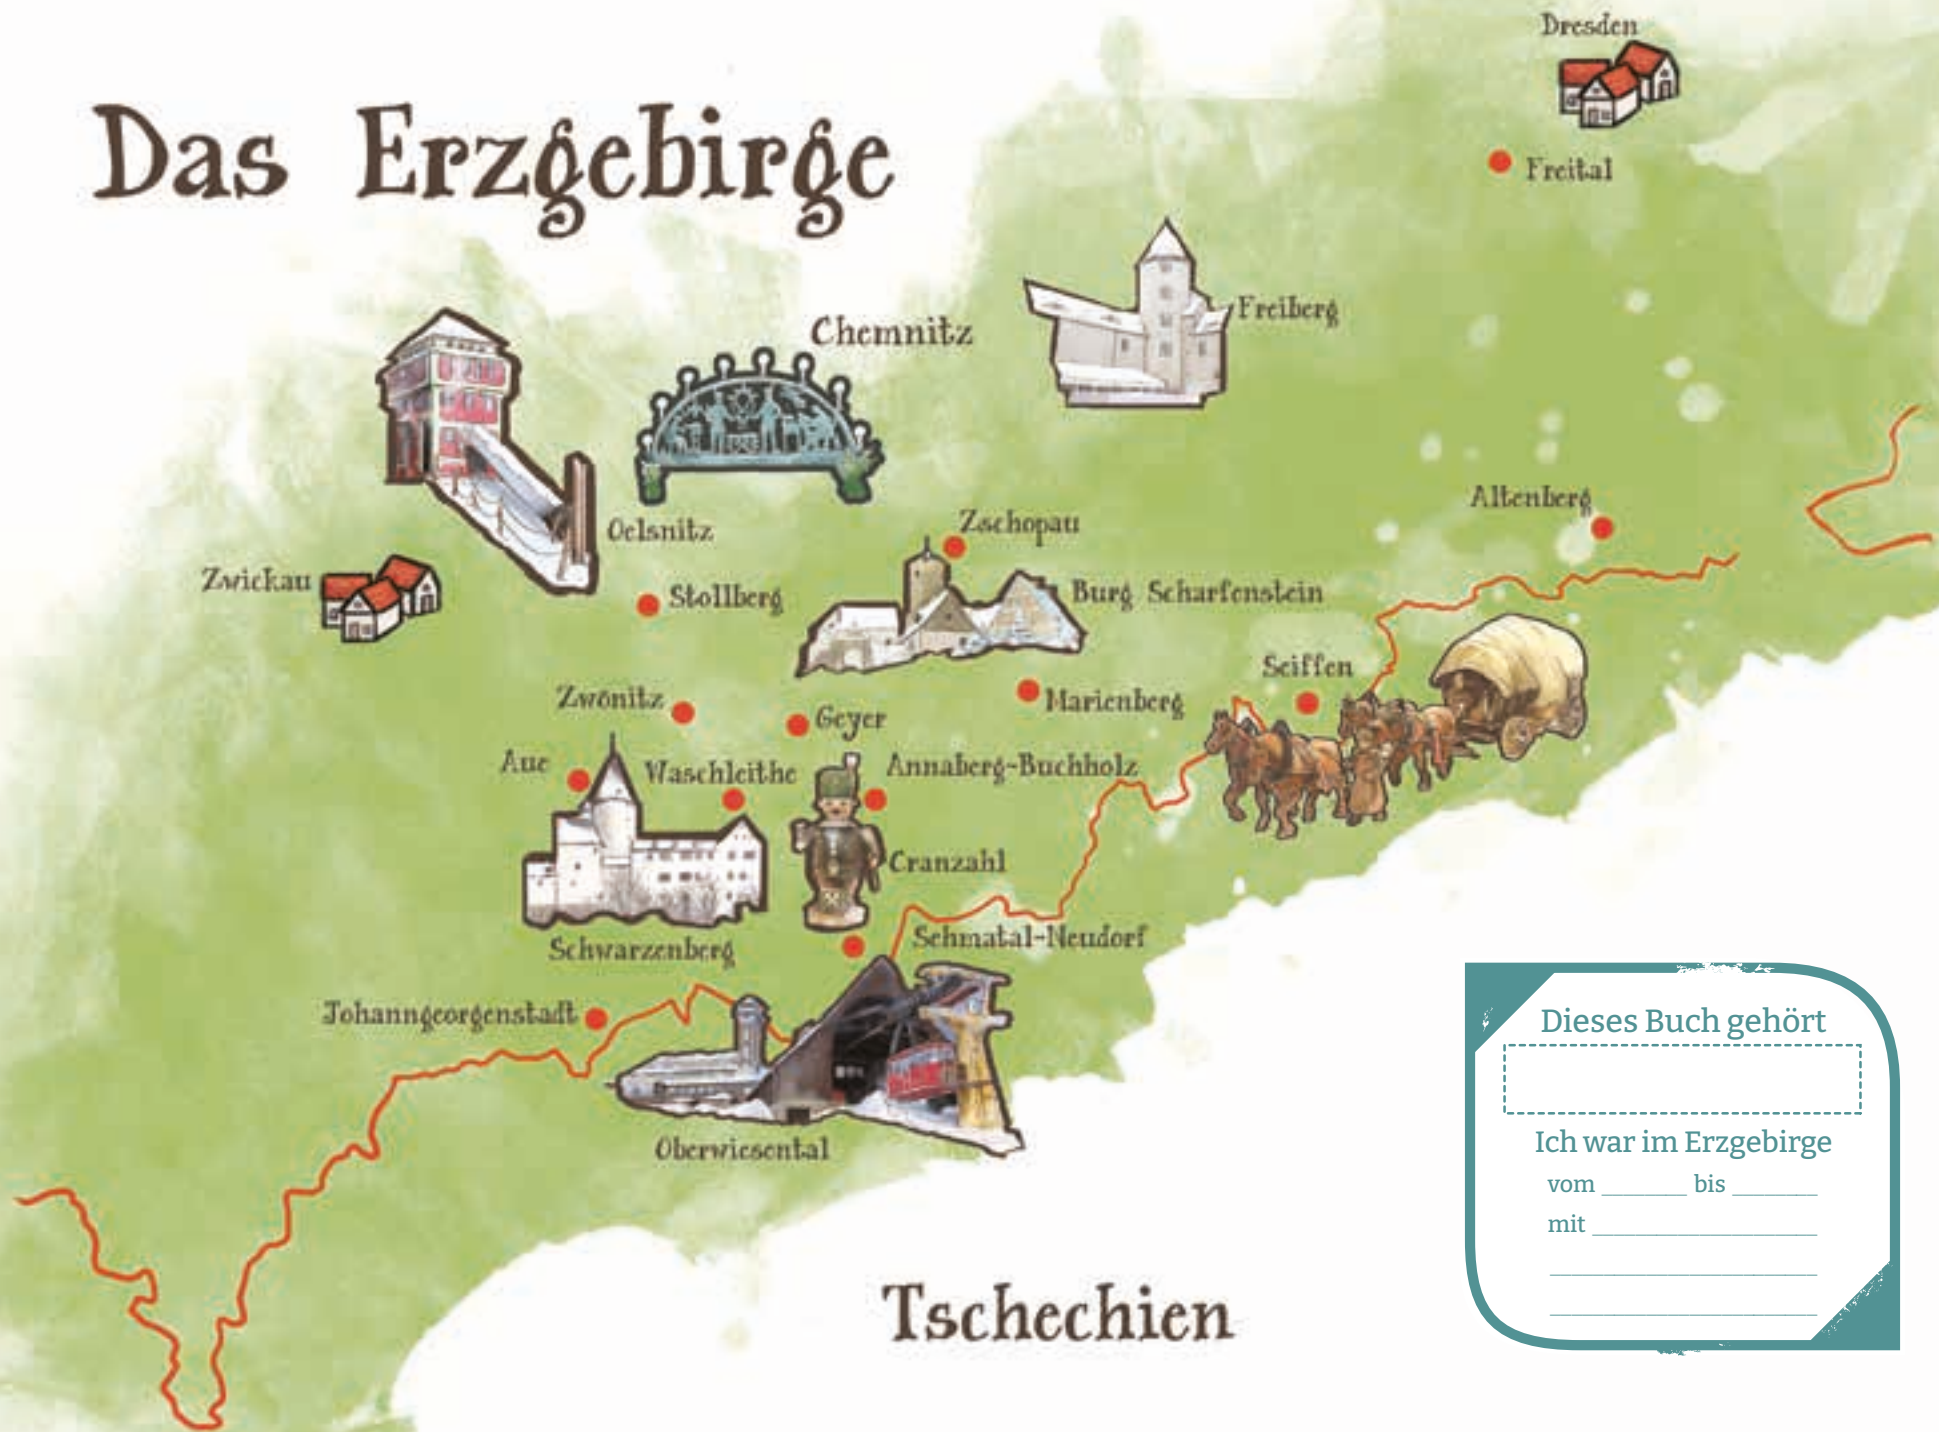 Dresden
Das Erzgebirge
Freital
Freiberg
Chemnitz
Altenberg
Oelsnitz
Zschopau
Zwickau
Stollberg
Burg Scharfenstein
Seiffen
Zwönitz
Geyer
Marienberg
Aue
Waschleithe
Annaberg-Buchholz
Cranzahl
Schwarzenberg
Sehmatal-Neudorf
Johanngeorgenstadt
Oberwiesental
Tschechien
Dieses Buch gehört
Ich war im Erzgebirge
vom _______ bis _______
mit